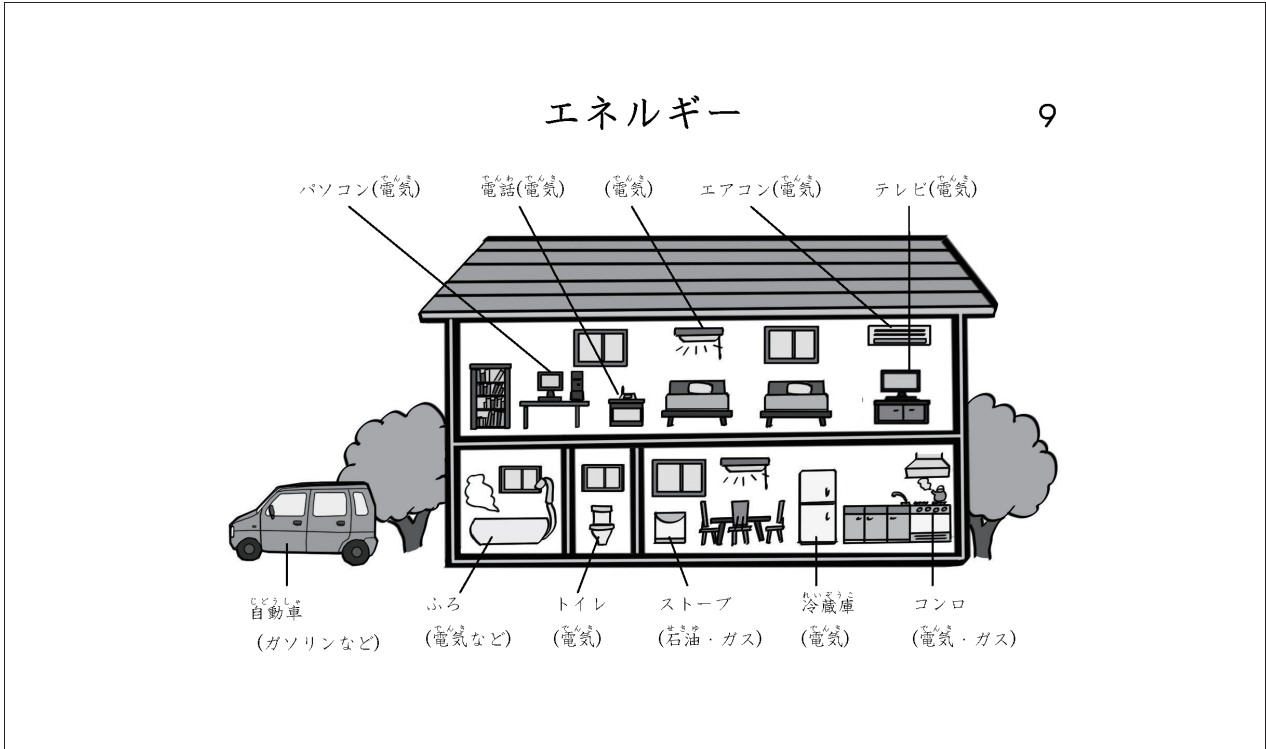 エネルギー
9
パソコン(電気) 電話(電気) (電気) エアコン(電気) テレビ(電気)
自動車 ふろ トイレ ストーブ 冷蔵庫 コンロ
(ガソリンなど) (電気など) (電気) (石油・ガス) (電気) (電気・ガス)